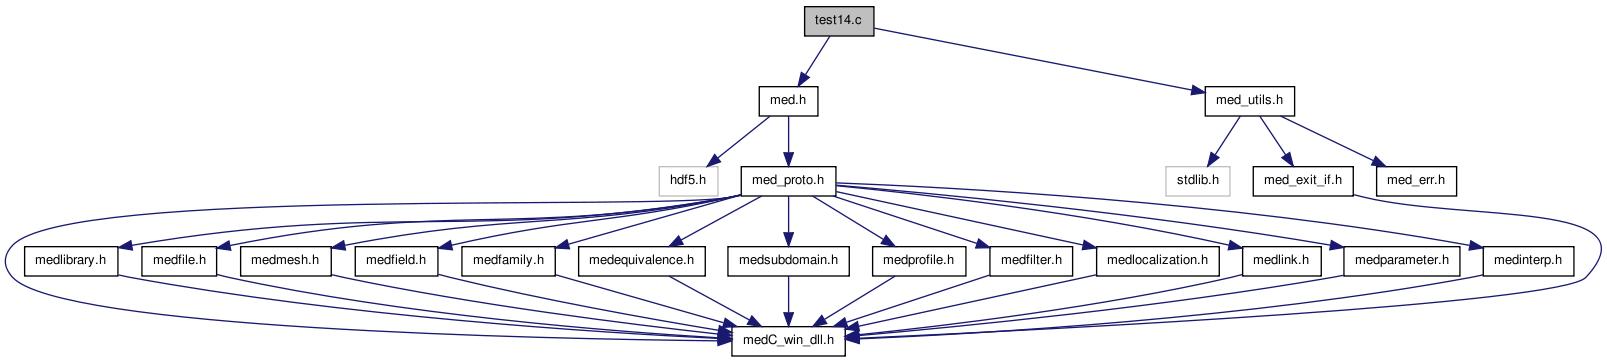 test14.c
med.h
med_utils.h
hdf5.h
med_proto.h
stdlib.h
med_exit_if.h
med_err.h
medlibrary.h
medfile.h
medmesh.h
medfield.h
medfamily.h
medequivalence.h
medsubdomain.h
medprofile.h
medfilter.h
medlocalization.h
medlink.h
medparameter.h
medinterp.h
medC_win_dll.h